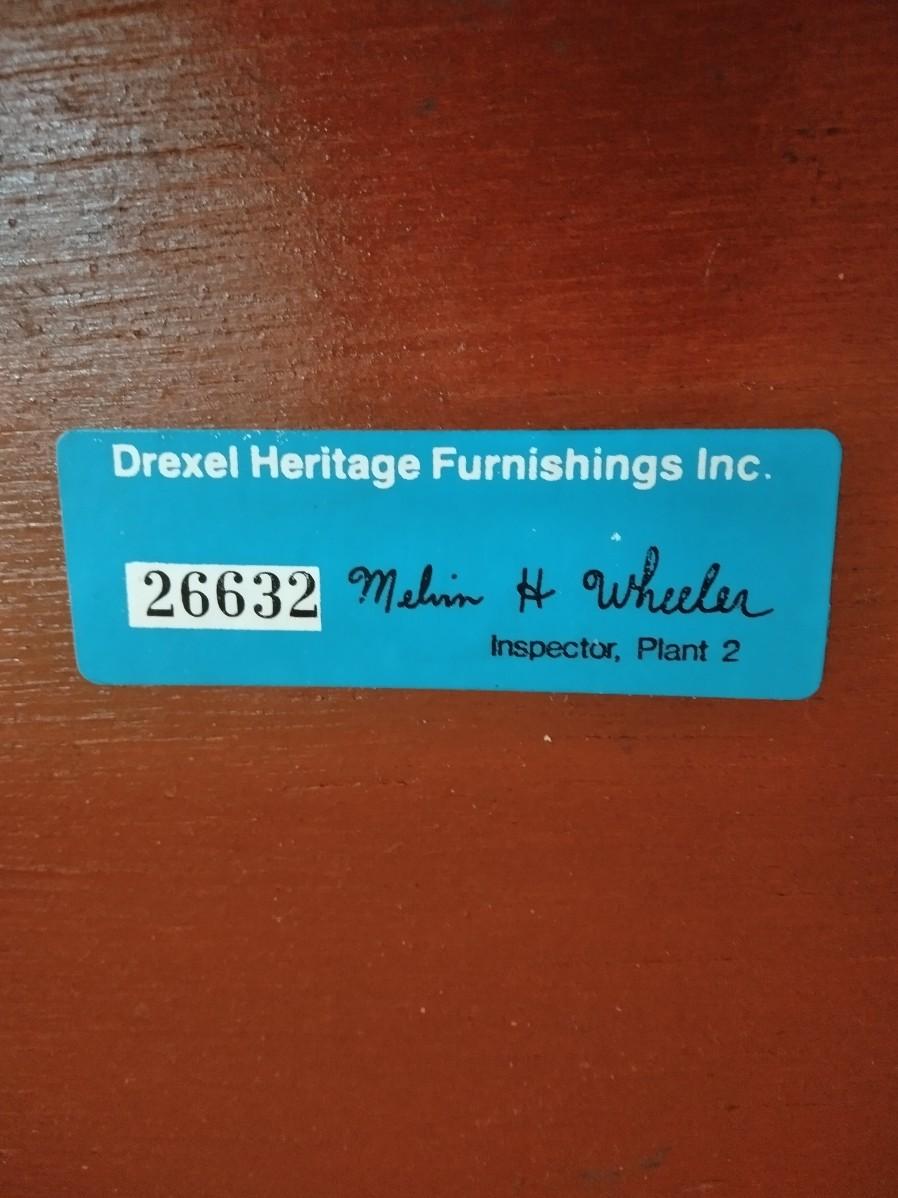 Drexel Heritage Furnishings Inc.
26632 Melvin H Wheeler
Inspector, Plant 2